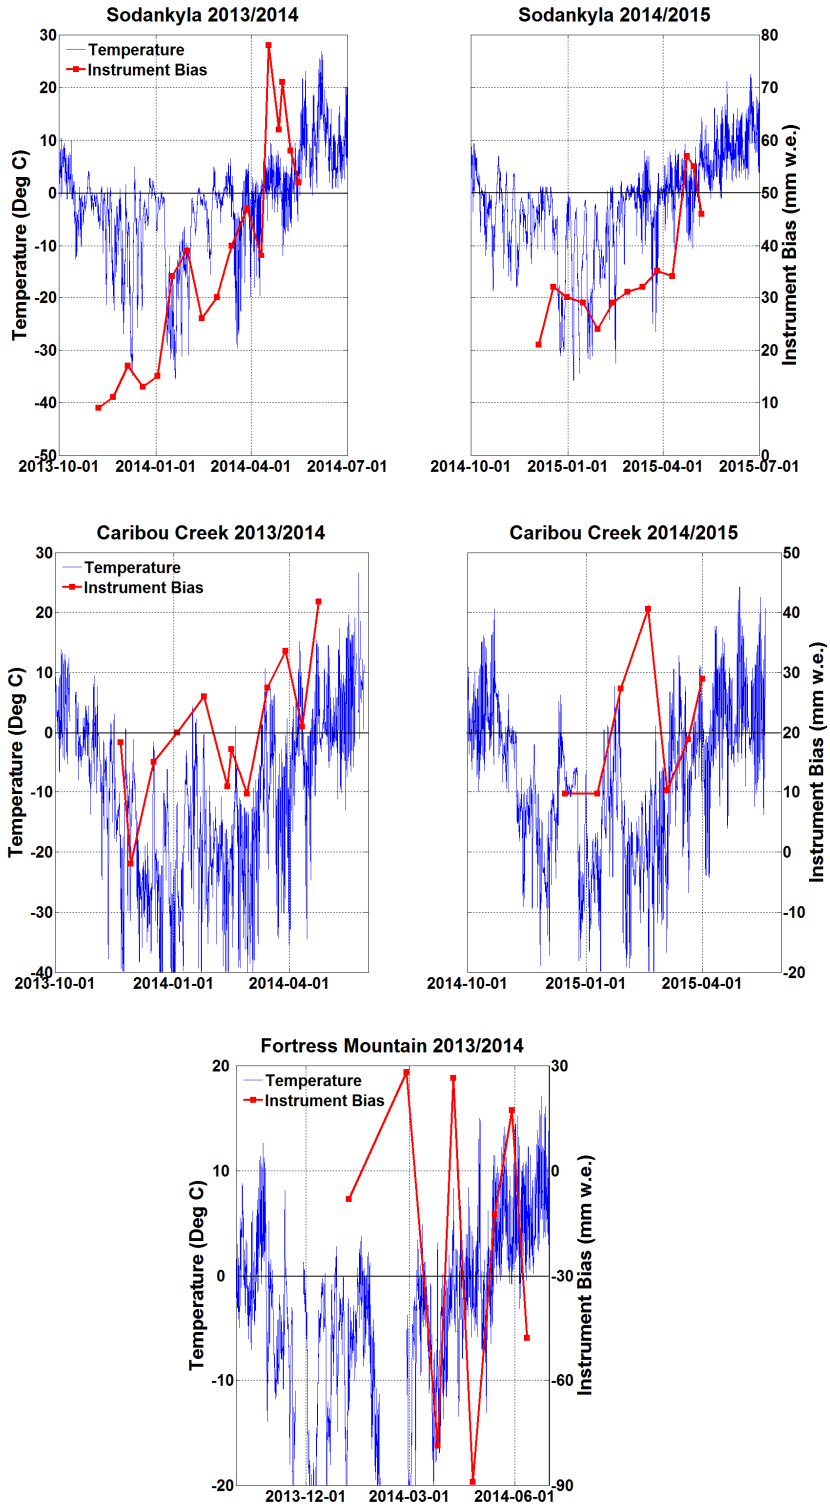 Sodankyla 2013/2014
Sodankyla 2014/2015
Temperature
Instrument Bias
Temperature (Deg C)
30
20
10
0
-10
-20
-30
-40
-50
2013-10-01 2014-01-01 2014-04-01 2014-07-01
80
70
60
50
40
30
20
10
0
Instrument Bias (mm w.e.)
2014-10-01 2015-01-01 2015-04-01 2015-07-01
Caribou Creek 2013/2014
Caribou Creek 2014/2015
Temperature
Instrument Bias
Temperature (Deg C)
30
20
10
0
-10
-20
-30
-40
2013-10-01 2014-01-01 2014-04-01
50
40
30
20
10
0
-10
-20
Instrument Bias (mm w.e.)
2014-10-01 2015-01-01 2015-04-01
Fortress Mountain 2013/2014
Temperature
Instrument Bias
Temperature (Deg C)
20
10
0
-10
-20
30
0
-30
-60
-90
Instrument Bias (mm w.e.)
2013-12-01 2014-03-01 2014-06-01